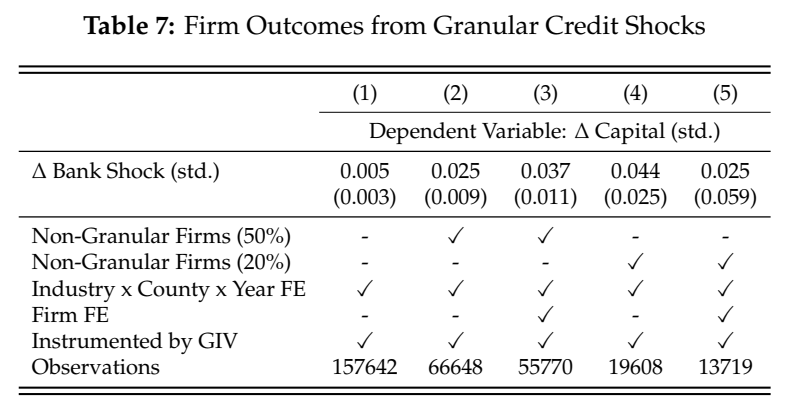 Table 7: Firm Outcomes from Granular Credit Shocks
(1) (2) (3) (4) (5)
Dependent Variable: Δ Capital (std.)
Δ Bank Shock (std.) 0.005 0.025 0.037 0.044 0.025
(0.003) (0.009) (0.011) (0.025) (0.059)
Non-Granular Firms (50%) - ✓ ✓ - -
Non-Granular Firms (20%) - - - ✓ ✓
Industry x County x Year FE ✓ ✓ ✓ ✓ ✓
Firm FE - - ✓ - ✓
Instrumented by GIV ✓ ✓ ✓ ✓ ✓
Observations 157642 66648 55770 19608 13719